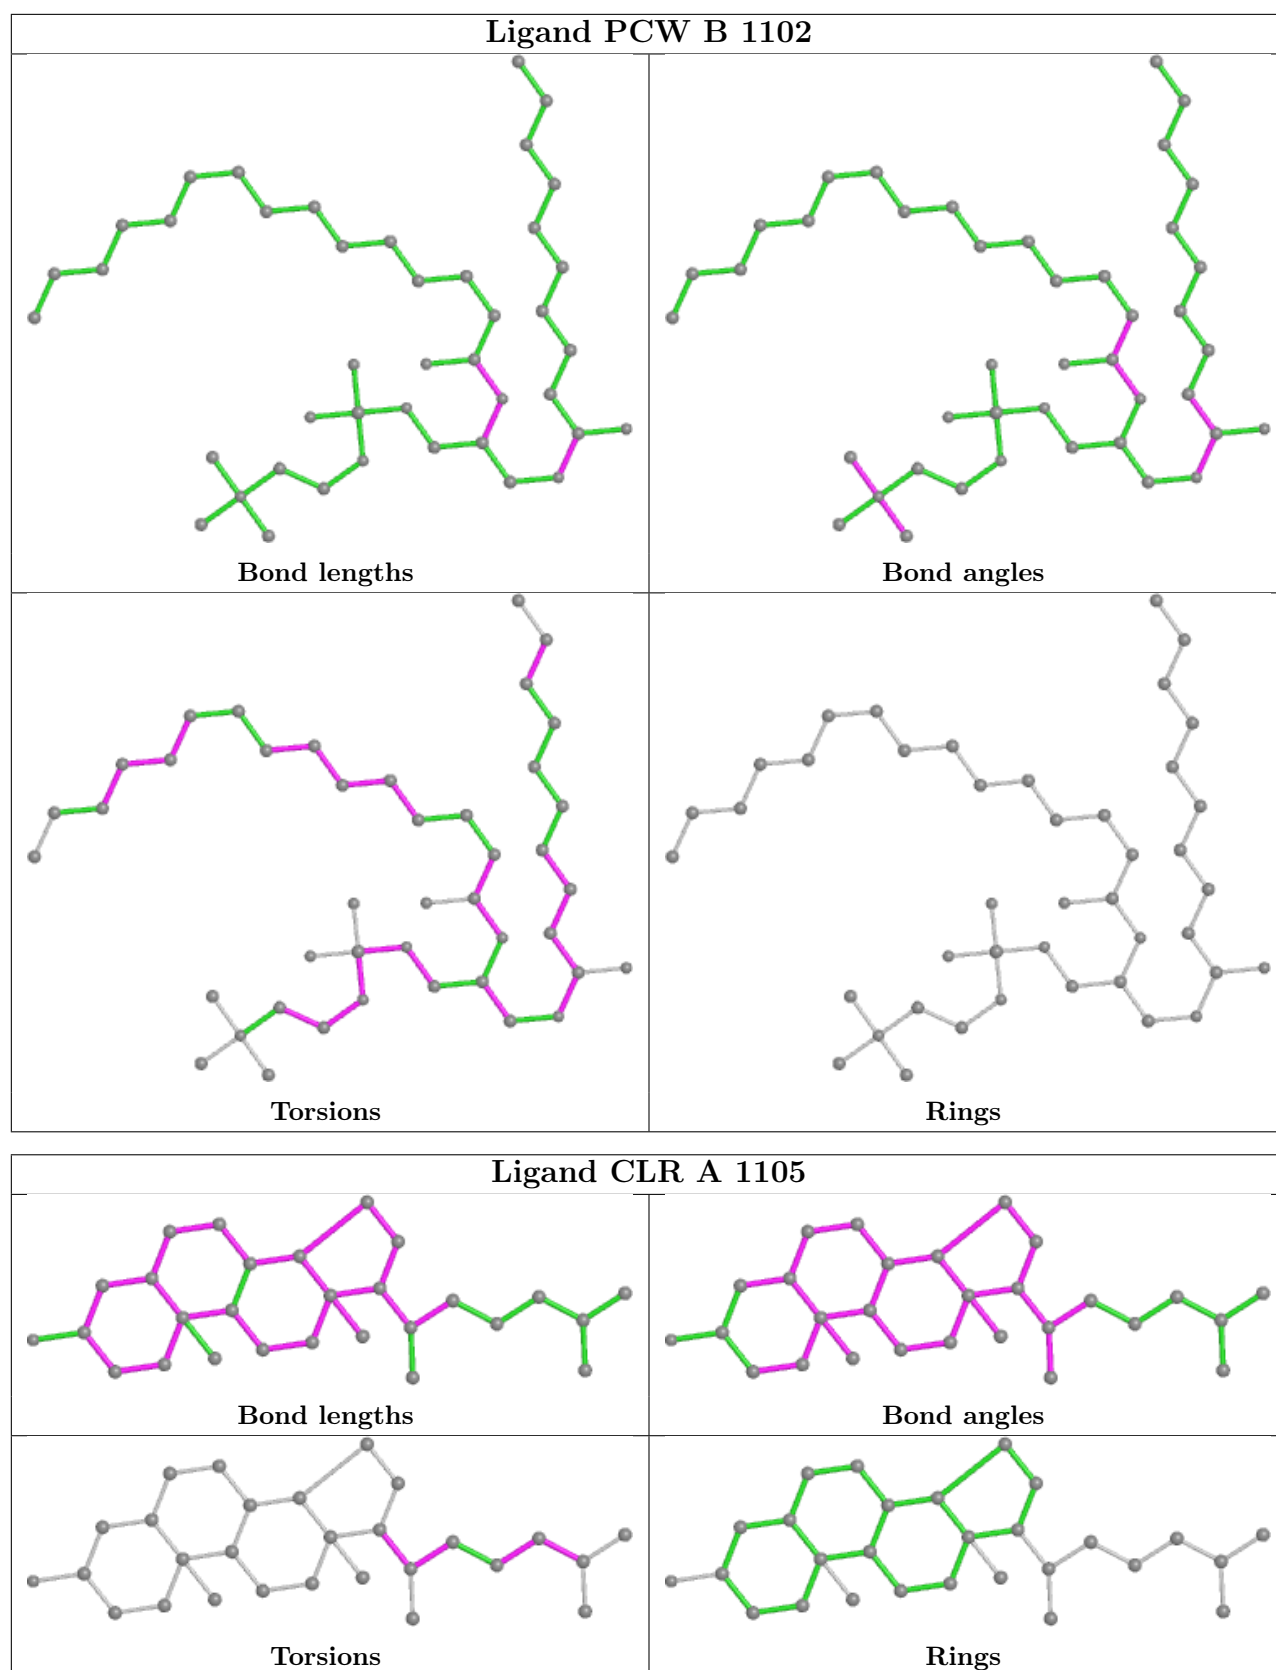 Ligand PCW B 1102
Bond lengths
Bond angles
Torsions
Rings
Ligand CLR A 1105
Bond lengths
Bond angles
Torsions
Rings